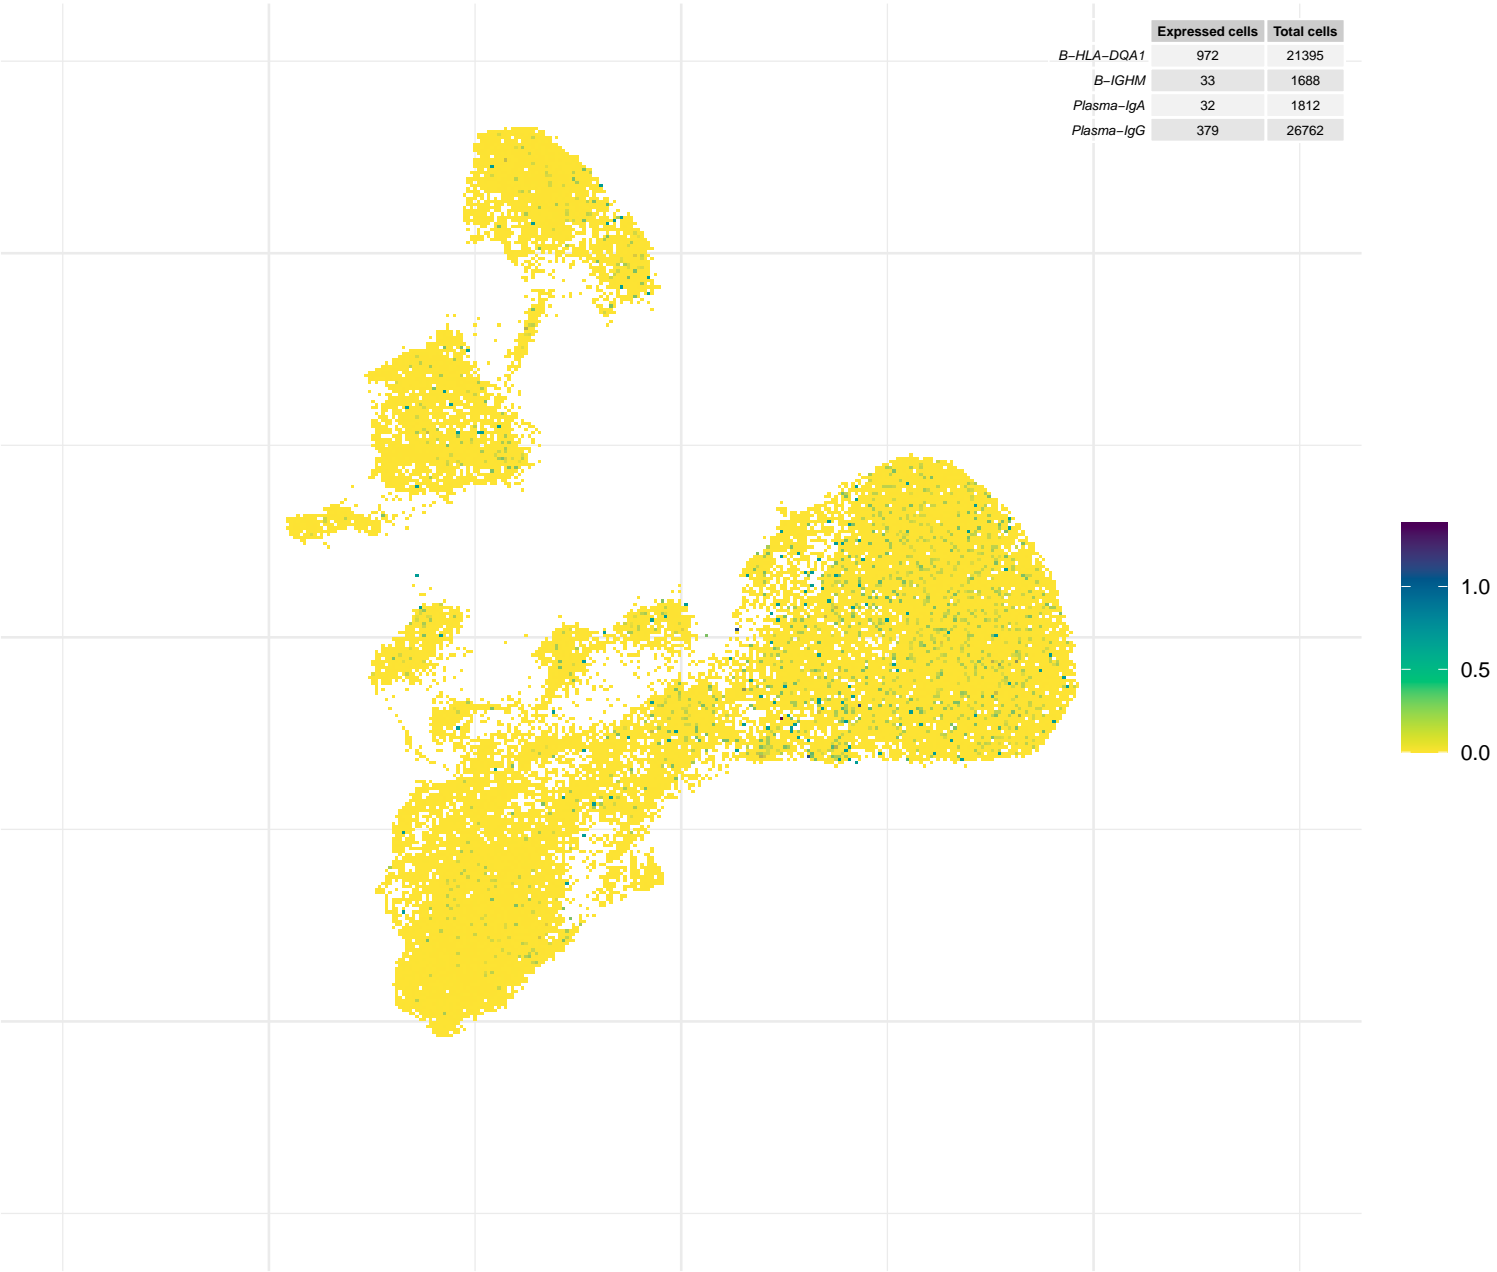 Expressed cells Total cells
B−HLA−DQA1 972 21395
B−IGHM 33 1688
Plasma−IgA 32 1812
Plasma−IgG 379 26762
1.0
0.5
0.0